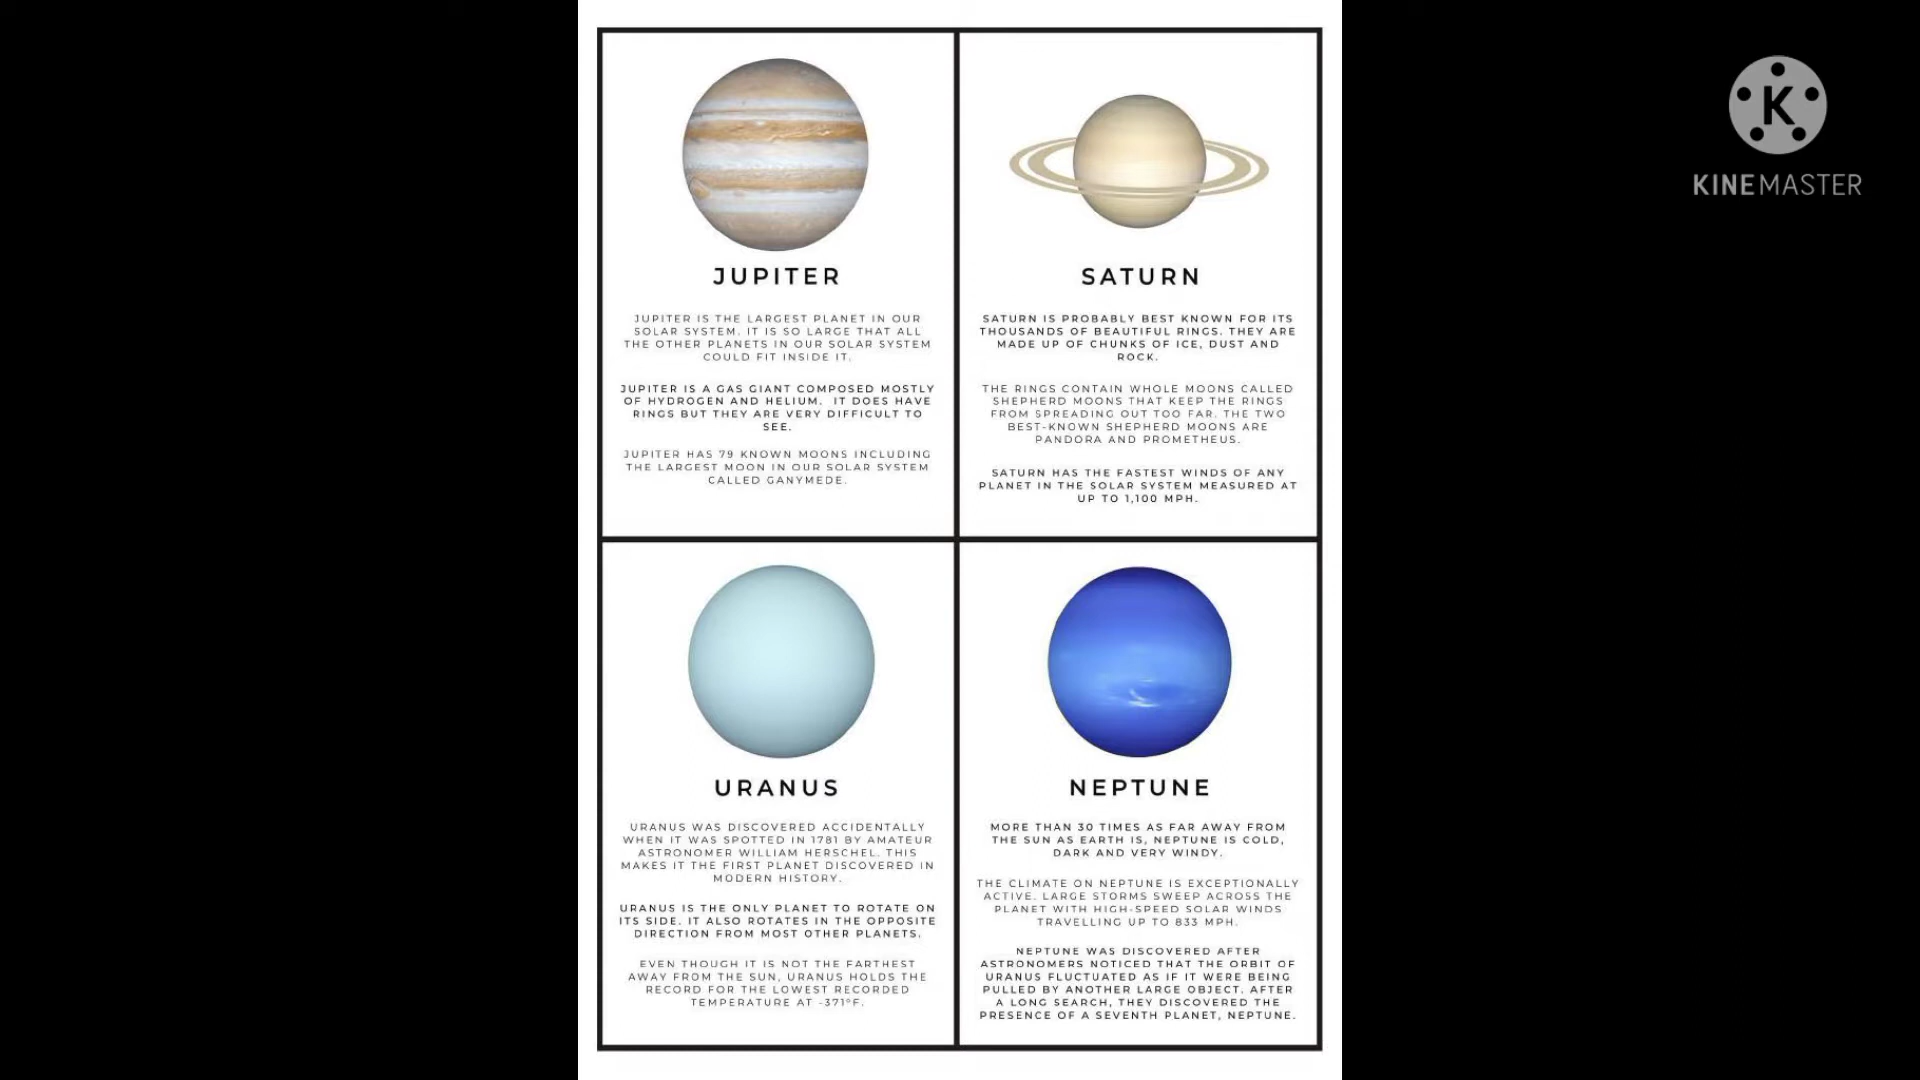 JUPITER
JUPITER IS THE LARGEST PLANET IN OUR
SOLAR SYSTEM. IT IS SO LARGE THAT ALL
THE OTHER PLANETS IN OUR SOLAR SYSTEM
COULD FIT INSIDE IT.
JUPITER IS A GAS GIANT COMPOSED MOSTLY
OF HYDROGEN AND HELIUM. IT DOES HAVE
RINGS BUT THEY ARE VERY DIFFICULT TO
SEE.
JUPITER HAS 79 KNOWN MOONS INCLUDING
THE LARGEST MOON IN OUR SOLAR SYSTEM
CALLED GANYMEDE.
SATURN
SATURN IS PROBABLY BEST KNOWN FOR ITS
THOUSANDS OF BEAUTIFUL RINGS. THEY ARE
MADE UP OF CHUNKS OF ICE, DUST AND
ROCK.
THE RINGS CONTAIN WHOLE MOONS CALLED
SHEPHERD MOONS THAT KEEP THE RINGS
FROM SPREADING OUT TOO FAR. THE TWO
BEST-KNOWN SHEPHERD MOONS ARE
PANDORA AND PROMETHEUS.
SATURN HAS THE FASTEST WINDS OF ANY
PLANET IN THE SOLAR SYSTEM MEASURED AT
UP TO 1,100 MPH.
URANUS
URANUS WAS DISCOVERED ACCIDENTALLY
WHEN IT WAS SPOTTED IN 1781 BY AMATEUR
ASTRONOMER WILLIAM HERSCHEL. THIS
MAKES IT THE FIRST PLANET DISCOVERED IN
MODERN HISTORY.
URANUS IS THE ONLY PLANET TO ROTATE ON
ITS SIDE. IT ALSO ROTATES IN THE OPPOSITE
DIRECTION FROM MOST OTHER PLANETS.
EVEN THOUGH IT IS NOT THE FARTHEST
AWAY FROM THE SUN, URANUS HOLDS THE
RECORD FOR THE LOWEST RECORDED
TEMPERATURE AT -371°F.
NEPTUNE
MORE THAN 30 TIMES AS FAR AWAY FROM
THE SUN AS EARTH IS, NEPTUNE IS COLD,
DARK AND VERY WINDY.
THE CLIMATE ON NEPTUNE IS EXCEPTIONALLY
ACTIVE. LARGE STORMS SWEEP ACROSS THE
PLANET WITH HIGH-SPEED SOLAR WINDS
TRAVELLING UP TO 833 MPH.
NEPTUNE WAS DISCOVERED AFTER
ASTRONOMERS NOTICED THAT THE ORBIT OF
URANUS FLUCTUATED AS IF IT WERE BEING
PULLED BY ANOTHER LARGE OBJECT. AFTER
A LONG SEARCH, THEY DISCOVERED THE
PRESENCE OF A SEVENTH PLANET, NEPTUNE.
K
KINEMASTER